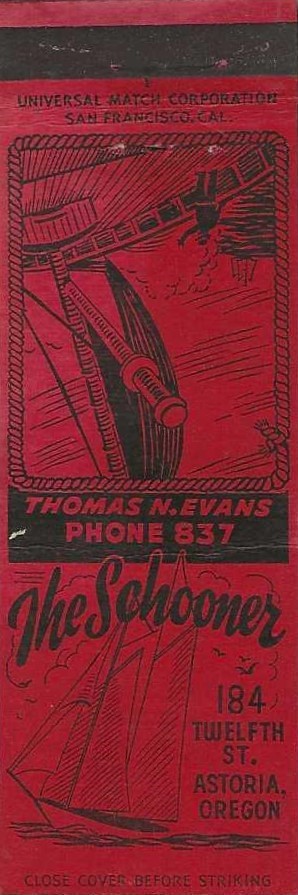 UNIVERSAL MATCH CORPORATION
SAN FRANCISCO, CAL.
THOMAS N. EVANS
PHONE 837
The Schooner
184
TWELFTH
ST.
ASTORIA,
OREGON
CLOSE COVER BEFORE STRIKING